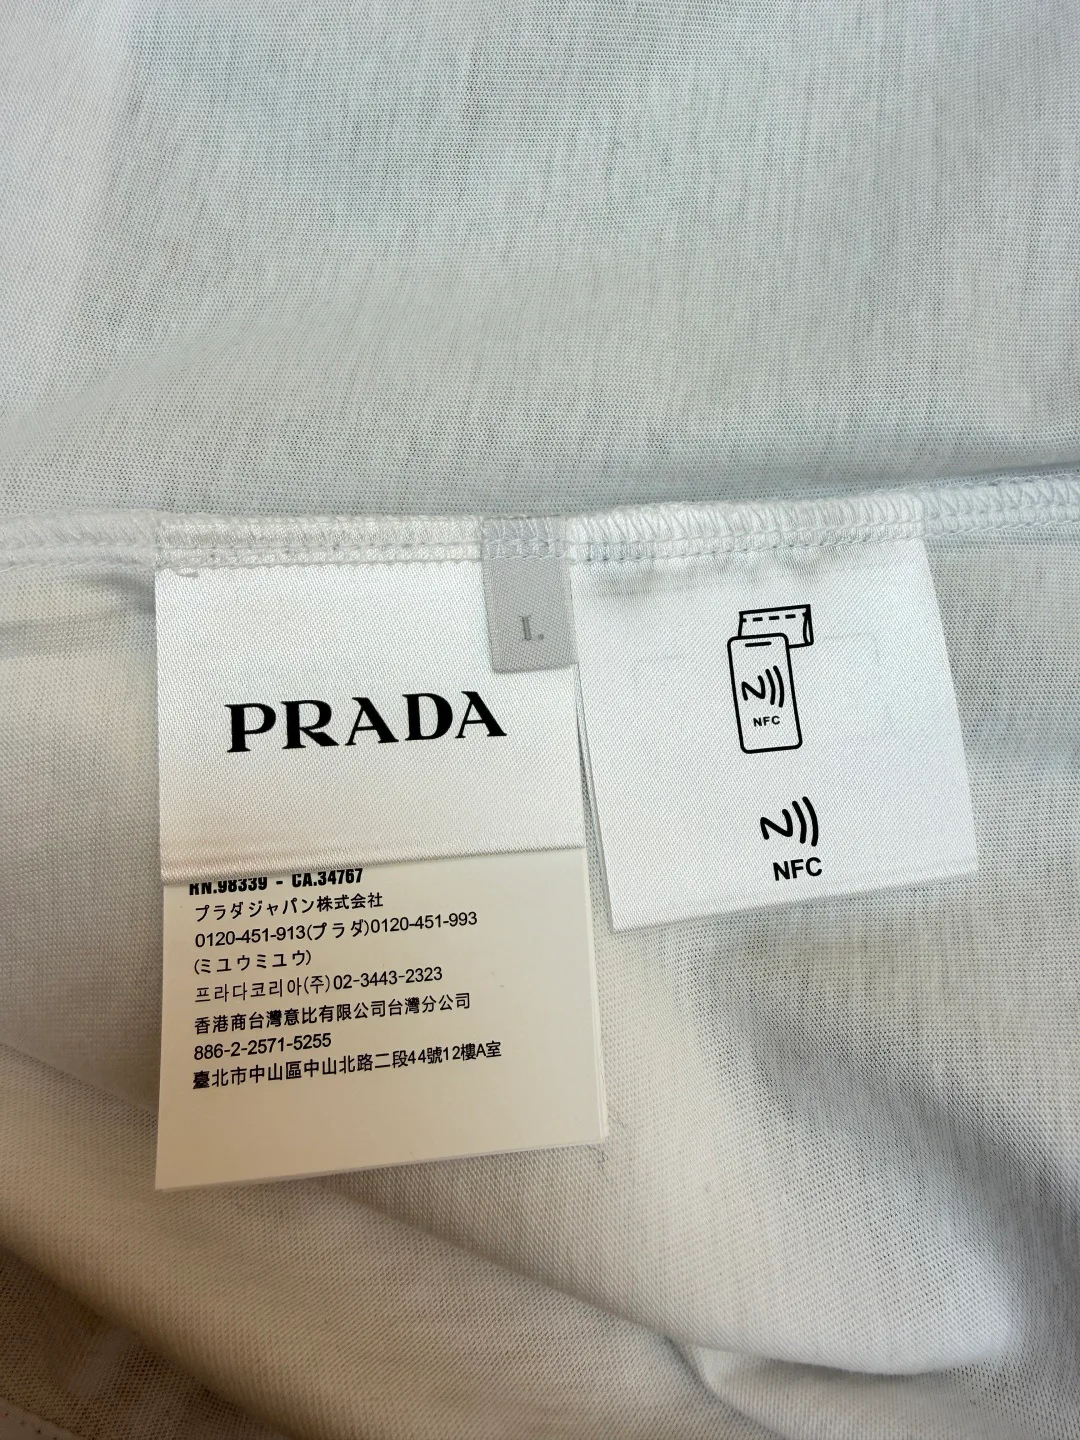 L
PRADA
NFC
NFC
RN.98339 - CA.34767
プラダジャパン株式会社
0120-451-913(プラダ)0120-451-993
(ミユウミユウ)
프라다코리아(주)02-3443-2323
香港商台灣意比有限公司台灣分公司
886-2-2571-5255
臺北市中山區中山北路二段44號12樓A室